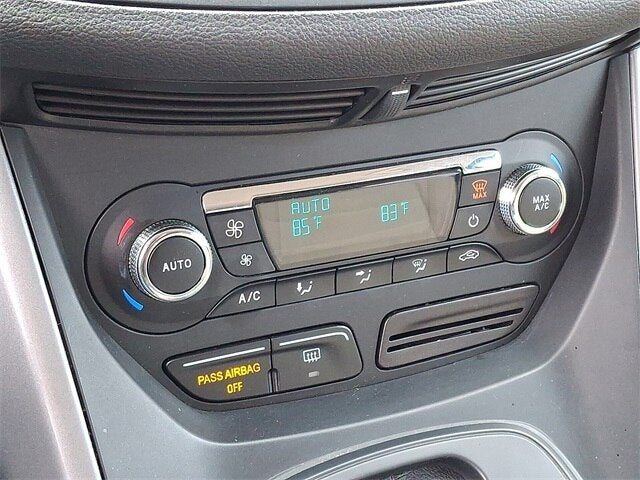 AUTO
85°F 83°F
MAX
AUTO
MAX
A/C
A/C
PASS AIRBAG
OFF